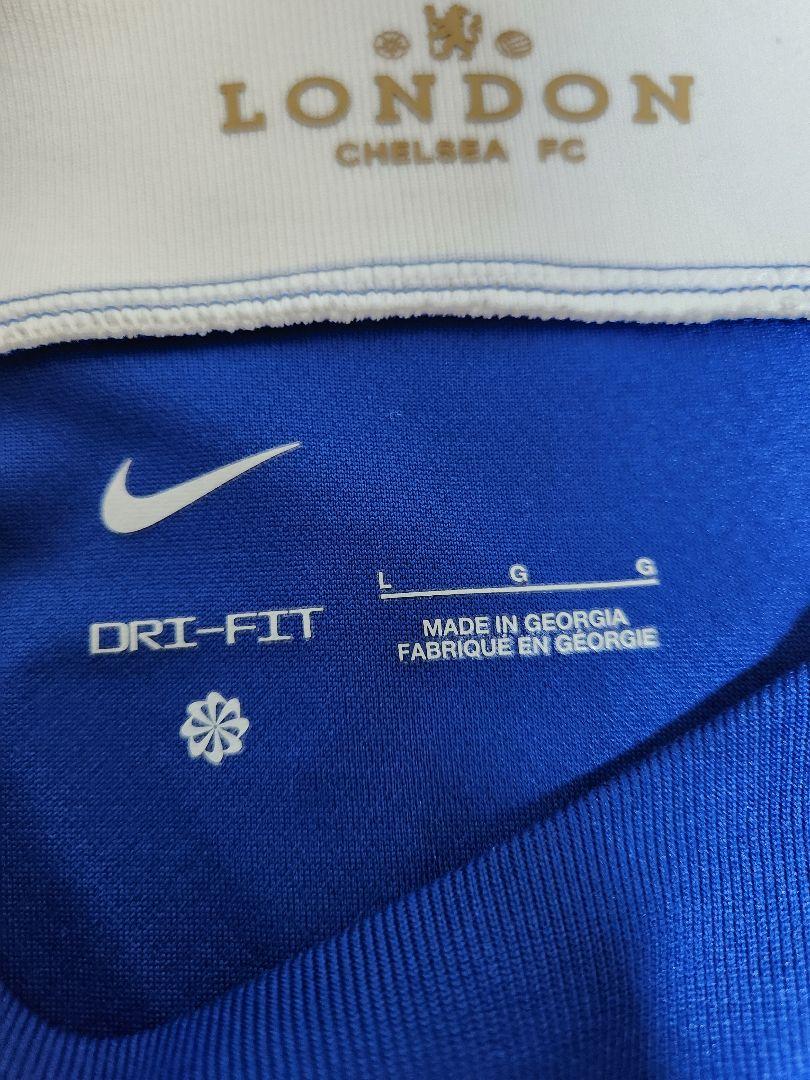 LONDON
CHELSEA FC
L G G
DRI-FIT
MADE IN GEORGIA
FABRIQUÉ EN GÉORGIE